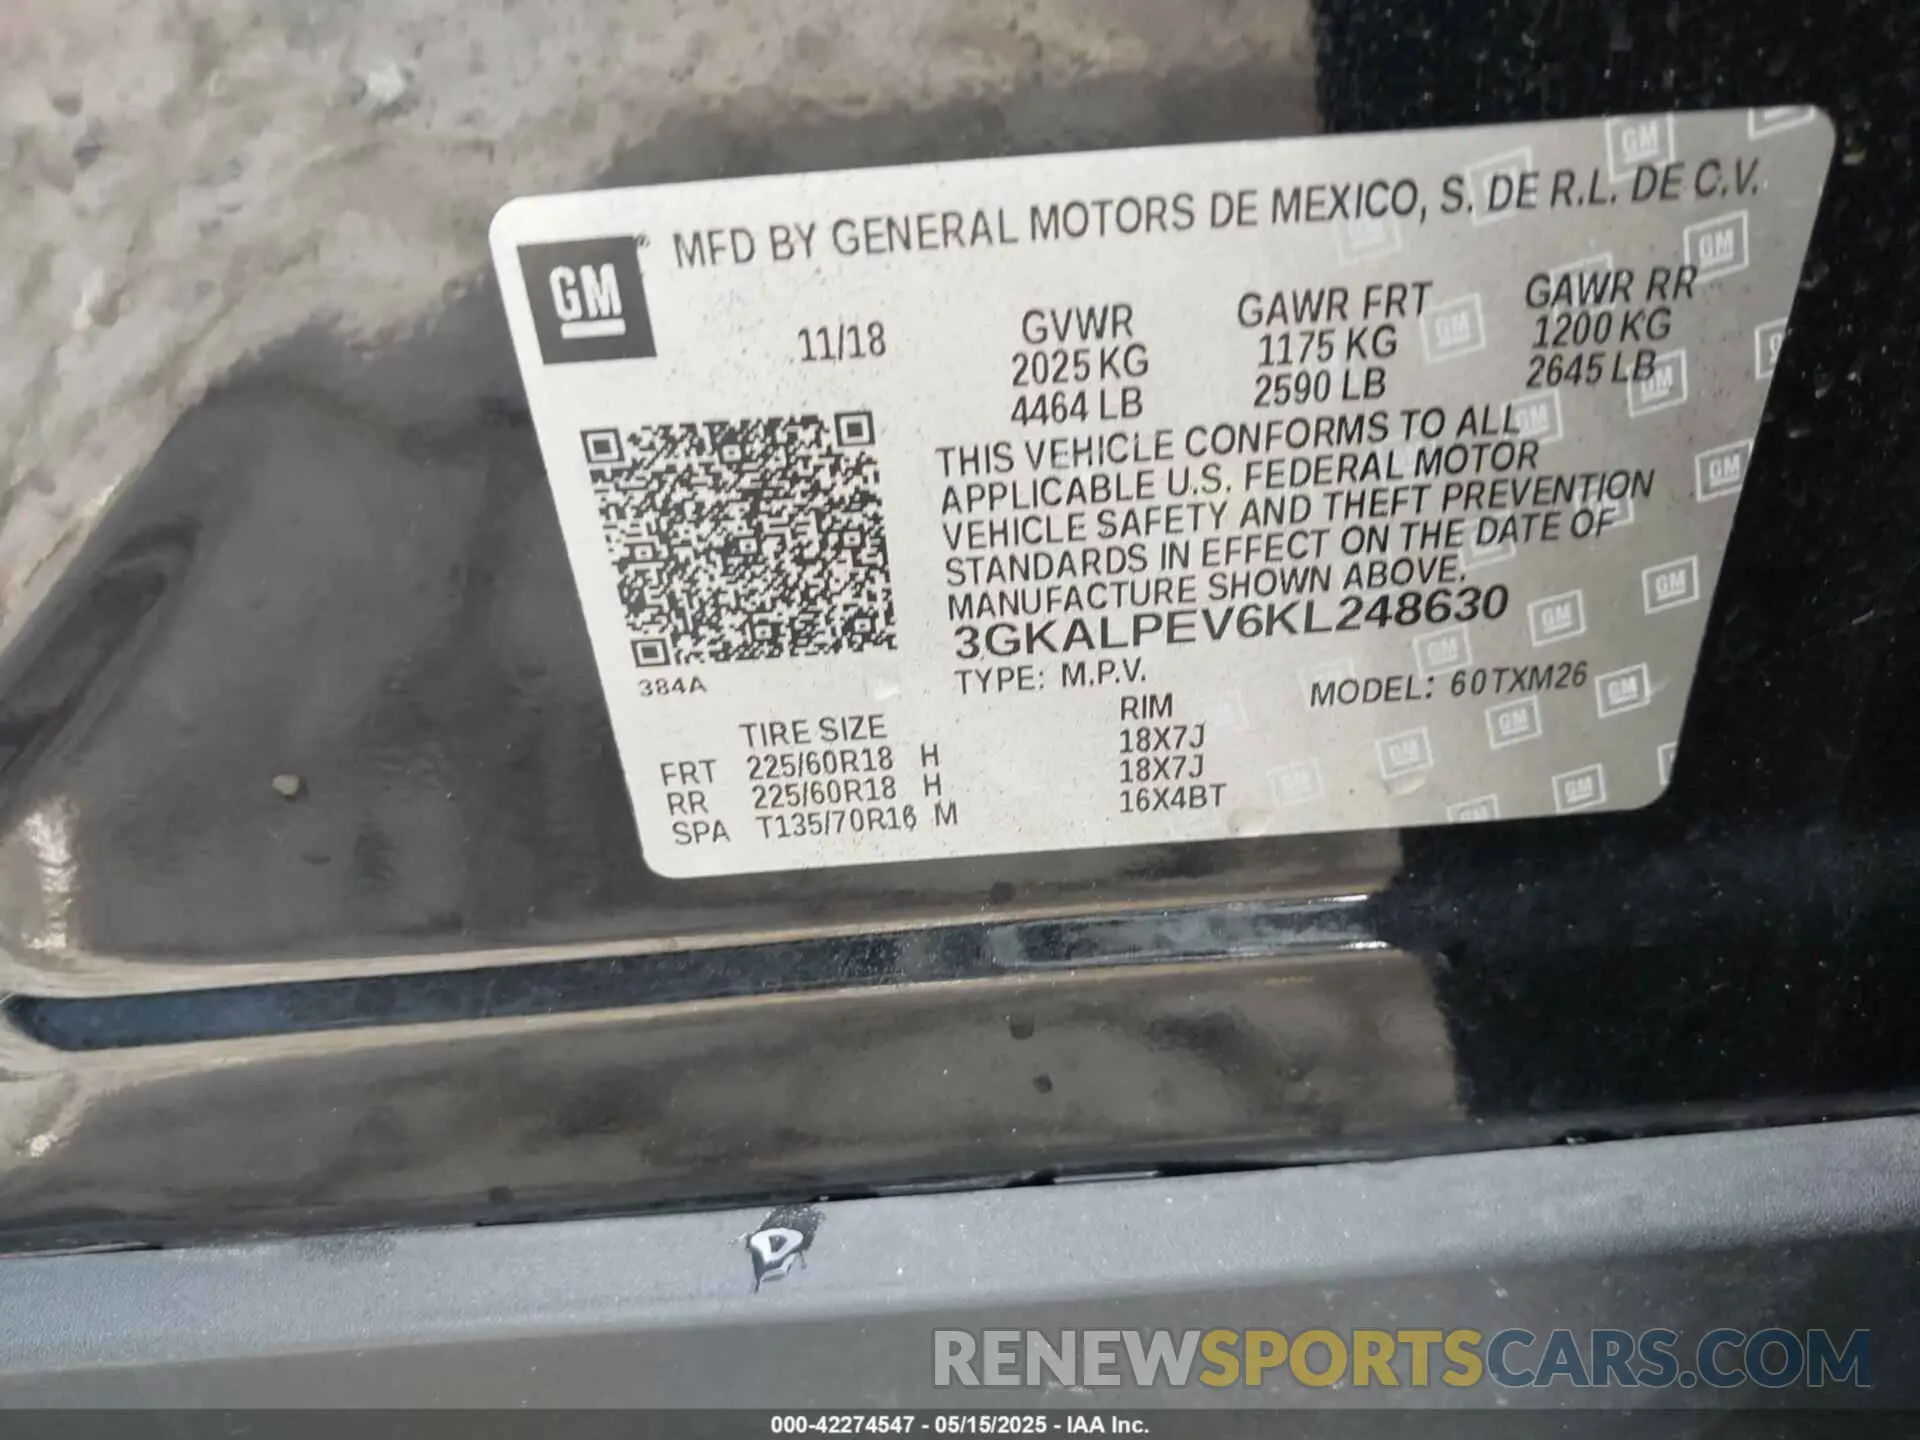 GM
MFD BY GENERAL MOTORS DE MEXICO, S. DE R.L. DE C.V.
11/18
GVWR
2025 KG
4464 LB
GAWR FRT
1175 KG
2590 LB
GAWR RR
1200 KG
2645 LB
THIS VEHICLE CONFORMS TO ALL
APPLICABLE U.S. FEDERAL MOTOR
VEHICLE SAFETY AND THEFT PREVENTION
STANDARDS IN EFFECT ON THE DATE OF
MANUFACTURE SHOWN ABOVE.
3GKALPEV6KL248630
TYPE: M.P.V.
MODEL: 60TXM26
384A
TIRE SIZE RIM
FRT 225/60R18 H 18X7J
RR 225/60R18 H 18X7J
SPA T135/70R16 M 16X4BT
D
RENEWSPORTSCARS.COM
000-42274547 - 05/15/2025 - IAA Inc.